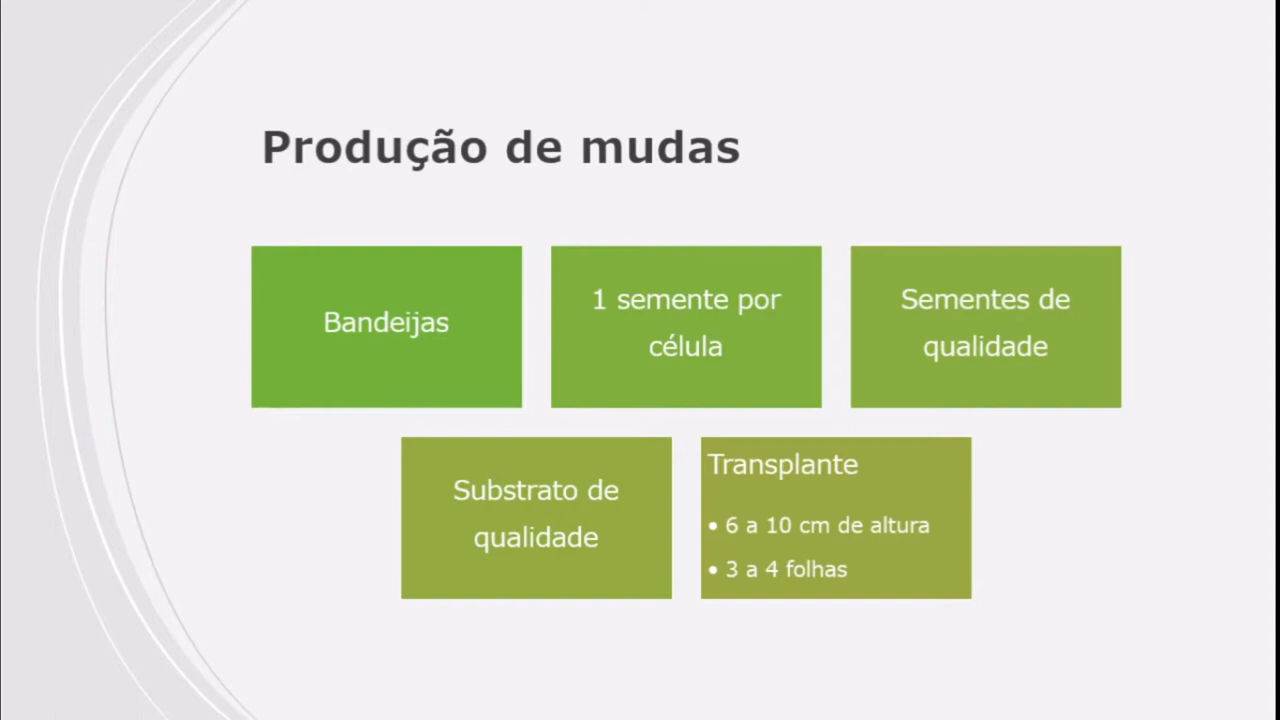 Produção de mudas
Bandeijas
1 semente por
célula
Sementes de
qualidade
Substrato de
qualidade
Transplante
• 6 a 10 cm de altura
• 3 a 4 folhas